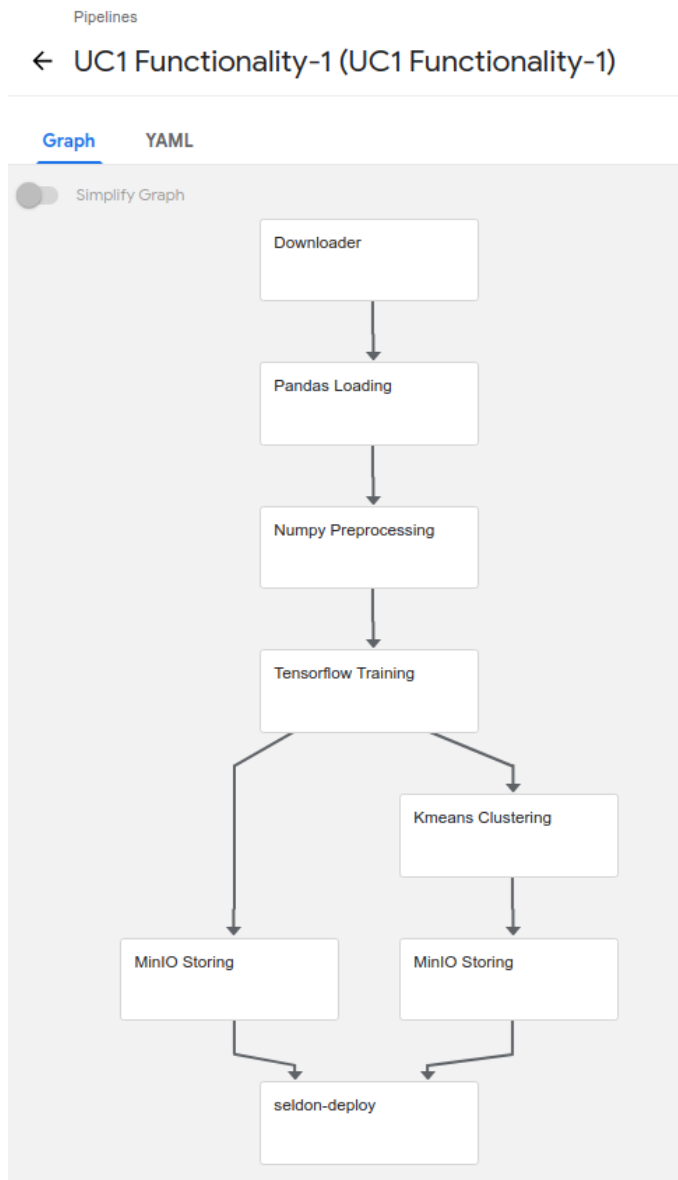 Pipelines
UC1 Functionality-1 (UC1 Functionality-1)
Graph YAML
Simplify Graph
Downloader
Pandas Loading
Numpy Preprocessing
Tensorflow Training
Kmeans Clustering
MinIO Storing MinIO Storing
seldon-deploy